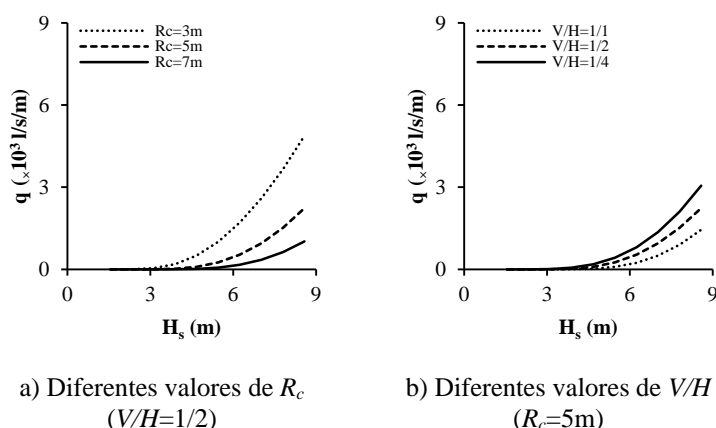 9
6
3
0
q (×10³ l/s/m)
Rc=3m
Rc=5m
Rc=7m
0 3 6 9
Hs (m)
a) Diferentes valores de Rc
(V/H=1/2)
9
6
3
0
q (×10³ l/s/m)
V/H=1/1
V/H=1/2
V/H=1/4
0 3 6 9
Hs (m)
b) Diferentes valores de V/H
(Rc=5m)